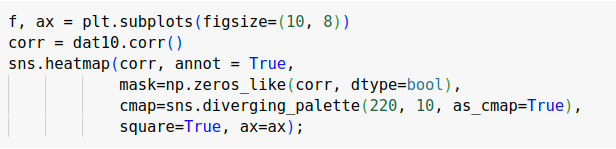 f, ax = plt.subplots(figsize=(10, 8))
corr = dat10.corr()
sns.heatmap(corr, annot = True,
            mask=np.zeros_like(corr, dtype=bool),
            cmap=sns.diverging_palette(220, 10, as_cmap=True),
            square=True, ax=ax);